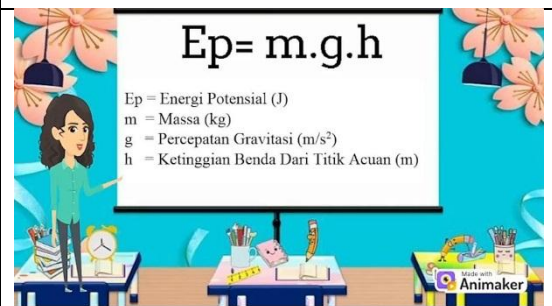 Ep= m.g.h
Ep = Energi Potensial (J)
m = Massa (kg)
g = Percepatan Gravitasi (m/s²)
h = Ketinggian Benda Dari Titik Acuan (m)
Made with
Animaker